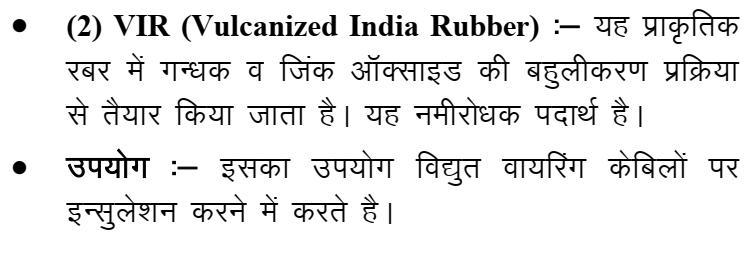 • (2) VIR (Vulcanized India Rubber) :– यह प्राकृतिक
रबर में गन्धक व जिंक ऑक्साइड की बहुलीकरण प्रक्रिया
से तैयार किया जाता है। यह नमीरोधक पदार्थ है।
• उपयोग :– इसका उपयोग विद्युत वायरिंग केबिलों पर
इन्सुलेशन करने में करते है।